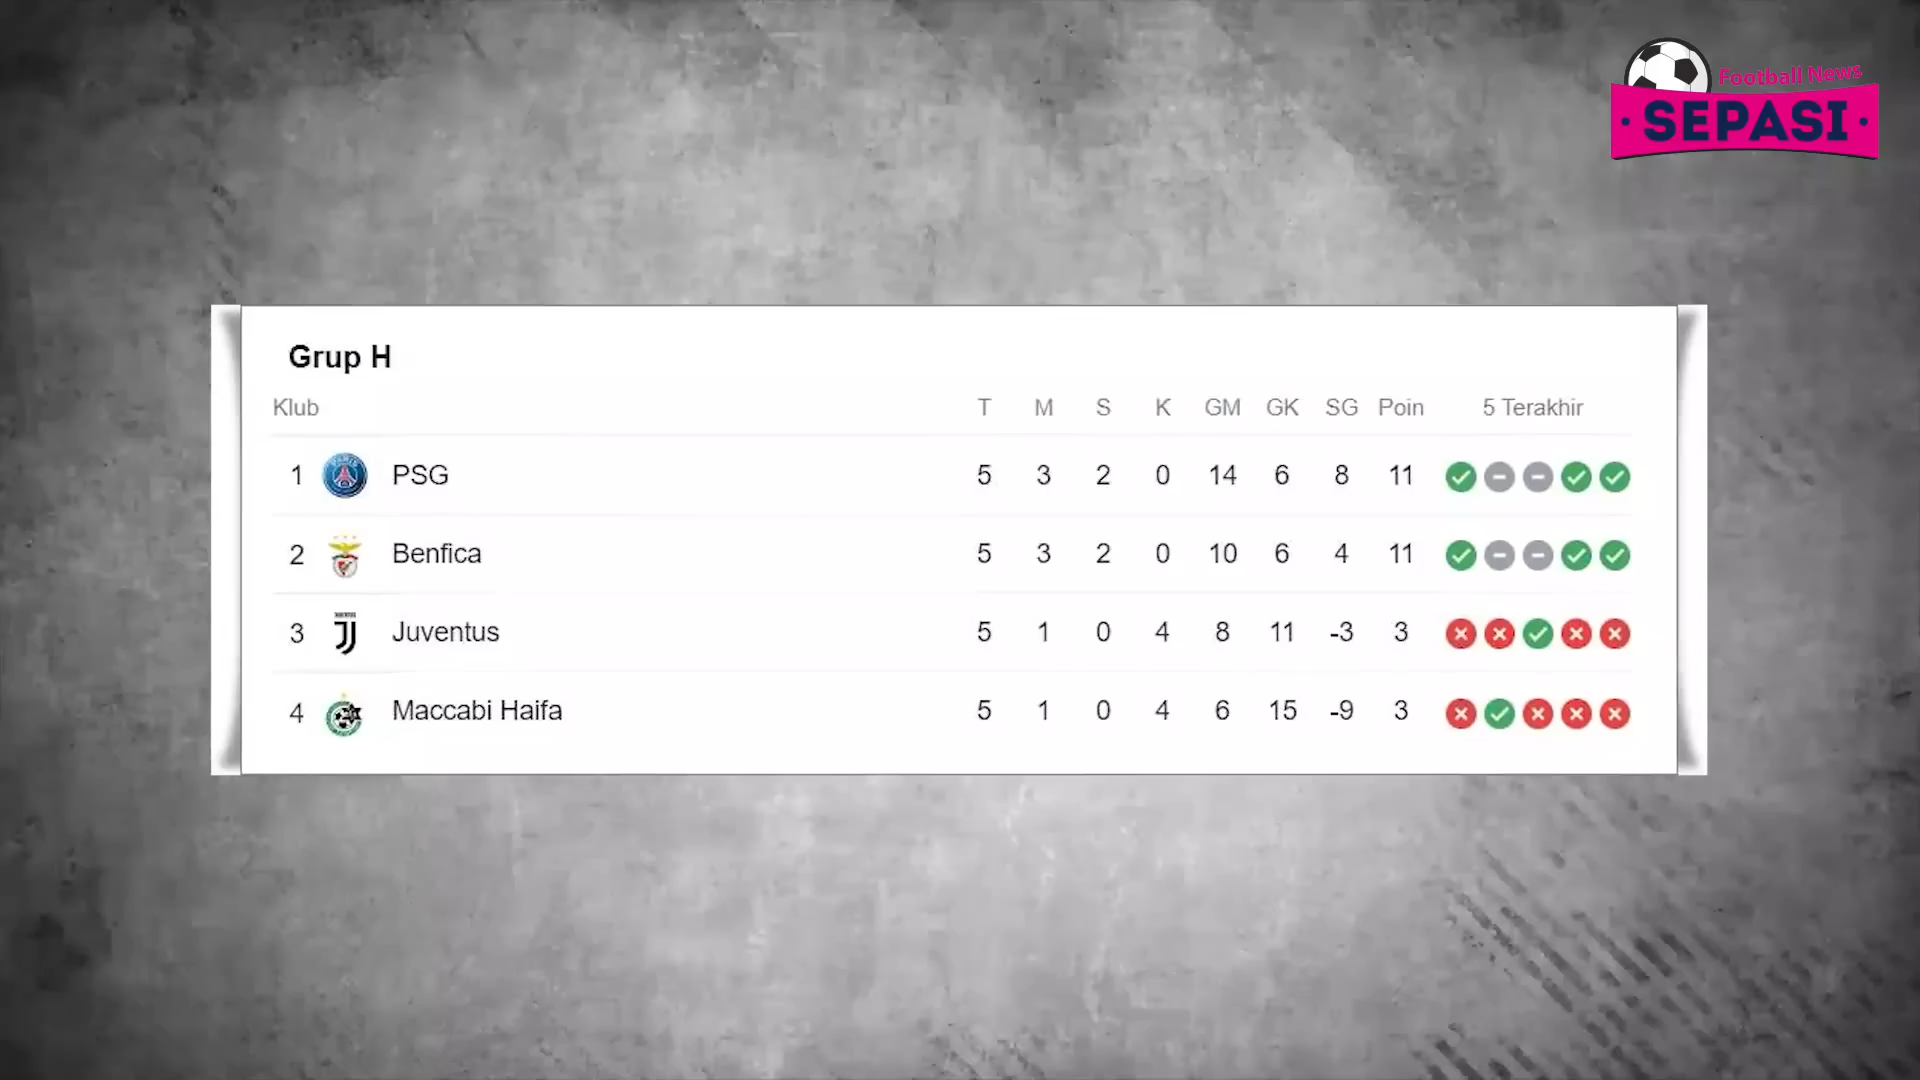 Football News
• SEPASI •
Grup H
Klub T M S K GM GK SG Poin 5 Terakhir
1 PSG 5 3 2 0 14 6 8 11
2 Benfica 5 3 2 0 10 6 4 11
3 Juventus 5 1 0 4 8 11 -3 3
4 Maccabi Haifa 5 1 0 4 6 15 -9 3